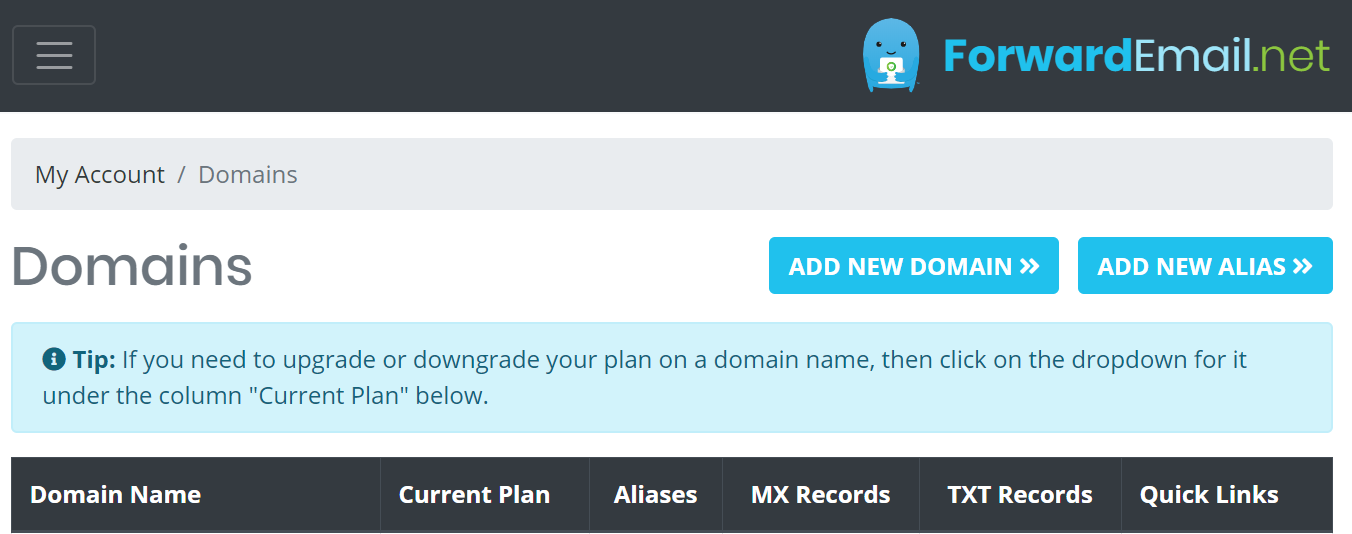 ForwardEmail.net
My Account / Domains
Domains
ADD NEW DOMAIN »
ADD NEW ALIAS »
Tip: If you need to upgrade or downgrade your plan on a domain name, then click on the dropdown for it
under the column "Current Plan" below.
Domain Name Current Plan Aliases MX Records TXT Records Quick Links